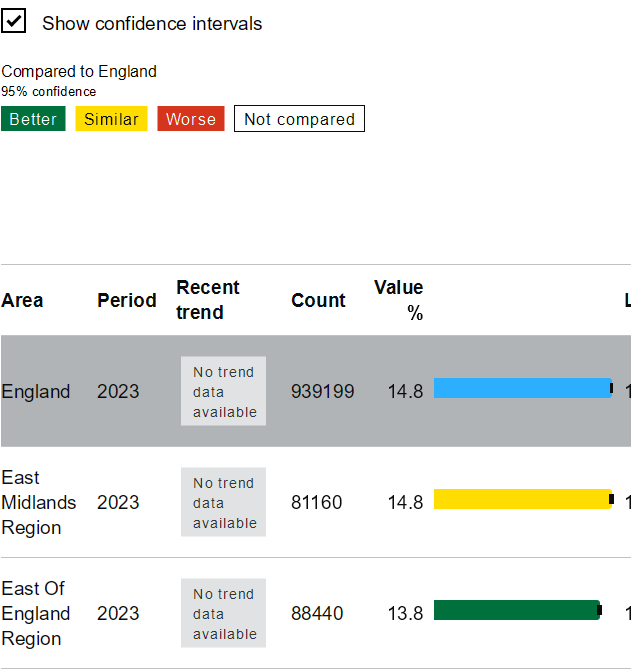 Show confidence intervals
Compared to England
95% confidence
Better Similar Worse Not compared
Area Period Recent trend Count Value % L
England 2023 No trend data available 939199 14.8 1
East Midlands Region 2023 No trend data available 81160 14.8 1
East Of England Region 2023 No trend data available 88440 13.8 1